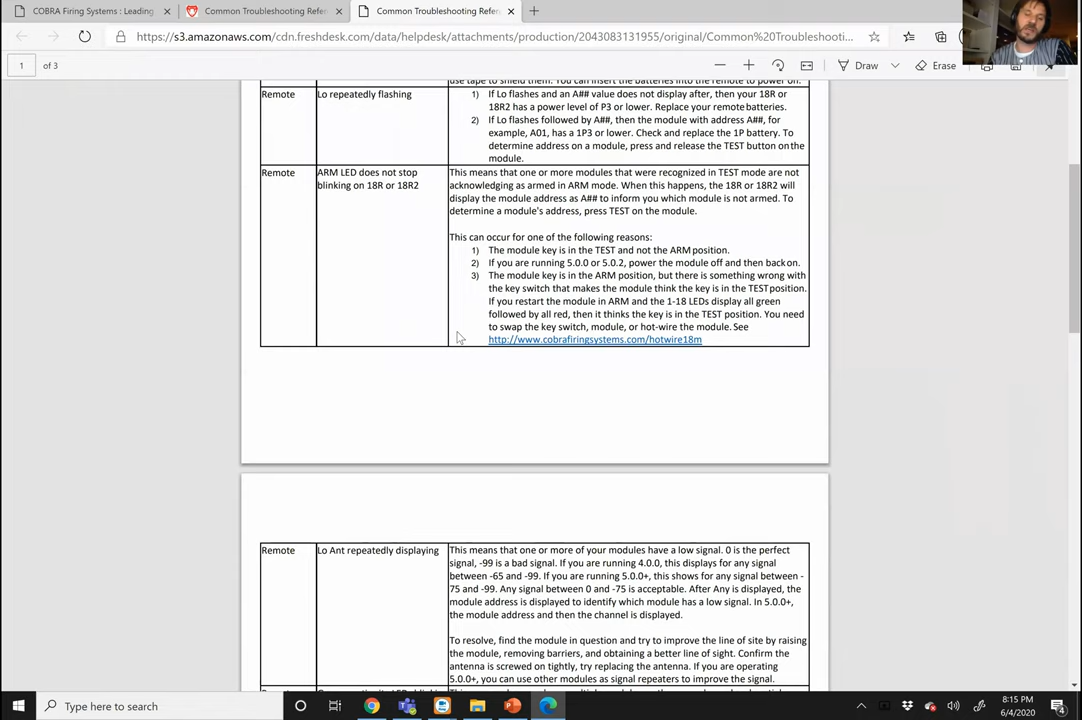 COBRA Firing Systems : Leading
Common Troubleshooting Refer
Common Troubleshooting Refer
https://s3.amazonaws.com/cdn.freshdesk.com/data/helpdesk/attachments/production/2043083131955/original/Common%20Troubleshooti...
1 of 3
Draw
Erase
use tape to shield them. You can insert the batteries into the remote to power on.
Remote
Lo repeatedly flashing
1) If Lo flashes and an A## value does not display after, then your 18R or
18R2 has a power level of P3 or lower. Replace your remote batteries.
2) If Lo flashes followed by A##, then the module with address A##, for
example, A01, has a 1P3 or lower. Check and replace the 1P battery. To
determine address on a module, press and release the TEST button on the
module.
Remote
ARM LED does not stop
blinking on 18R or 18R2
This means that one or more modules that were recognized in TEST mode are not
acknowledging as armed in ARM mode. When this happens, the 18R or 18R2 will
display the module address as A## to inform you which module is not armed. To
determine a module's address, press TEST on the module.
This can occur for one of the following reasons:
1) The module key is in the TEST and not the ARM position.
2) If you are running 5.0.0 or 5.0.2, power the module off and then back on.
3) The module key is in the ARM position, but there is something wrong with
the key switch that makes the module think the key is in the TEST position.
If you restart the module in ARM and the 1-18 LEDs display all green
followed by all red, then it thinks the key is in the TEST position. You need
to swap the key switch, module, or hot-wire the module. See
http://www.cobrafiringsystems.com/hotwire18m
Remote
Lo Ant repeatedly displaying
This means that one or more of your modules have a low signal. 0 is the perfect
signal, -99 is a bad signal. If you are running 4.0.0, this displays for any signal
between -65 and -99. If you are running 5.0.0+, this shows for any signal between -
75 and -99. Any signal between 0 and -75 is acceptable. After Any is displayed, the
module address is displayed to identify which module has a low signal. In 5.0.0+,
the module address and then the channel is displayed.
To resolve, find the module in question and try to improve the line of site by raising
the module, removing barriers, and obtaining a better line of sight. Confirm the
antenna is screwed on tightly, try replacing the antenna. If you are operating
5.0.0+, you can use other modules as signal repeaters to improve the signal.
Remote
Type here to search
8:15 PM
6/4/2020
4